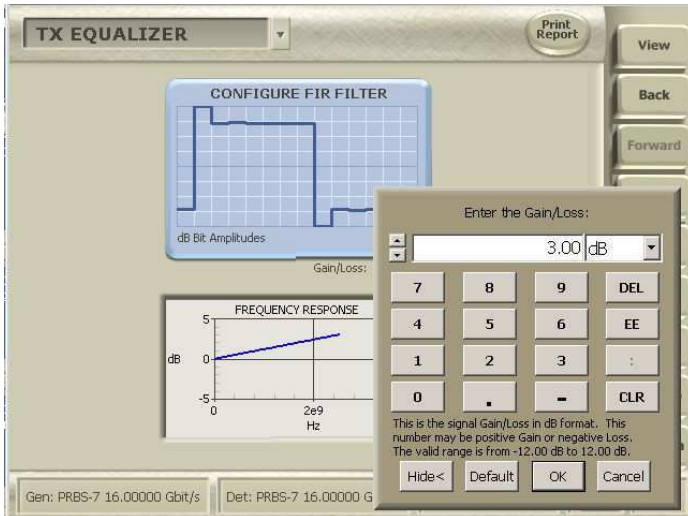 TX EQUALIZER
Print
Report
View
Back
Forward
CONFIGURE FIR FILTER
dB Bit Amplitudes
Gain/Loss:
FREQUENCY RESPONSE
5
dB
0
-5
0
2e9
Hz
Enter the Gain/Loss:
3.00 dB
7 8 9 DEL
4 5 6 EE
1 2 3 :
0 . - CLR
This is the signal Gain/Loss in dB format. This
number may be positive Gain or negative Loss.
The valid range is from -12.00 dB to 12.00 dB.
Hide< Default OK Cancel
Gen: PRBS-7 16.00000 Gbit/s
Det: PRBS-7 16.00000 G